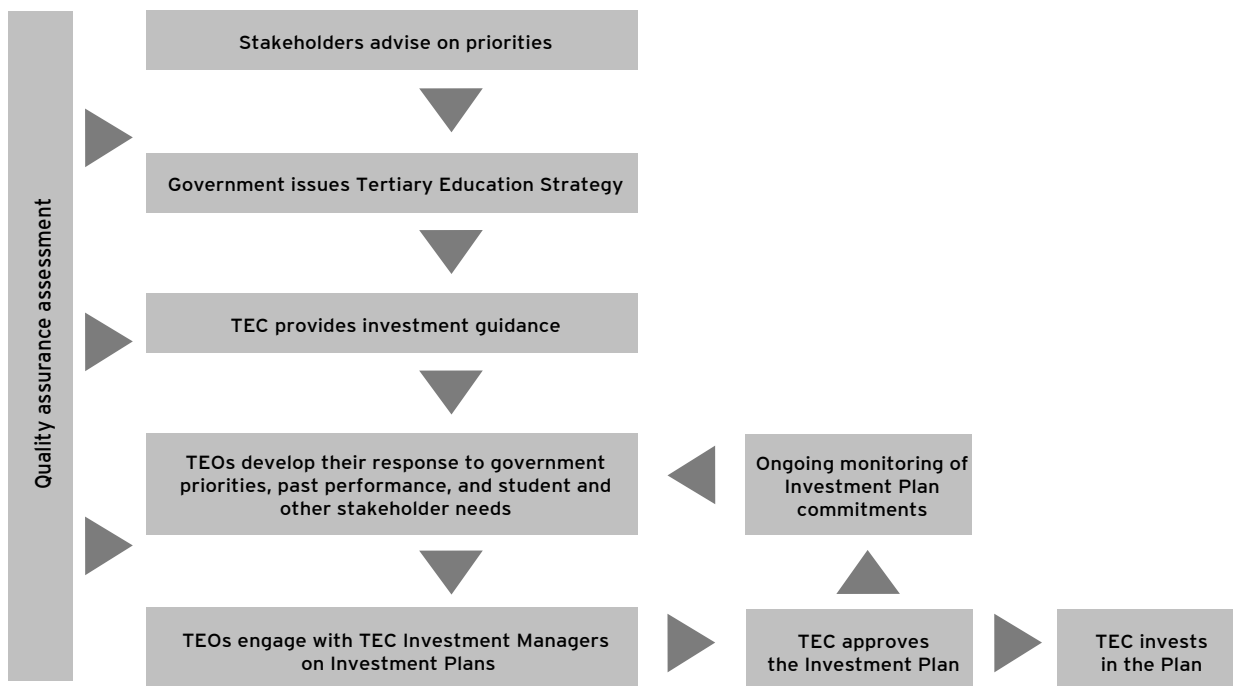 Quality assurance assessment
Stakeholders advise on priorities
Government issues Tertiary Education Strategy
TEC provides investment guidance
TEOs develop their response to government
priorities, past performance, and student and
other stakeholder needs
Ongoing monitoring of
Investment Plan
commitments
TEOs engage with TEC Investment Managers
on Investment Plans
TEC approves
the Investment Plan
TEC invests
in the Plan